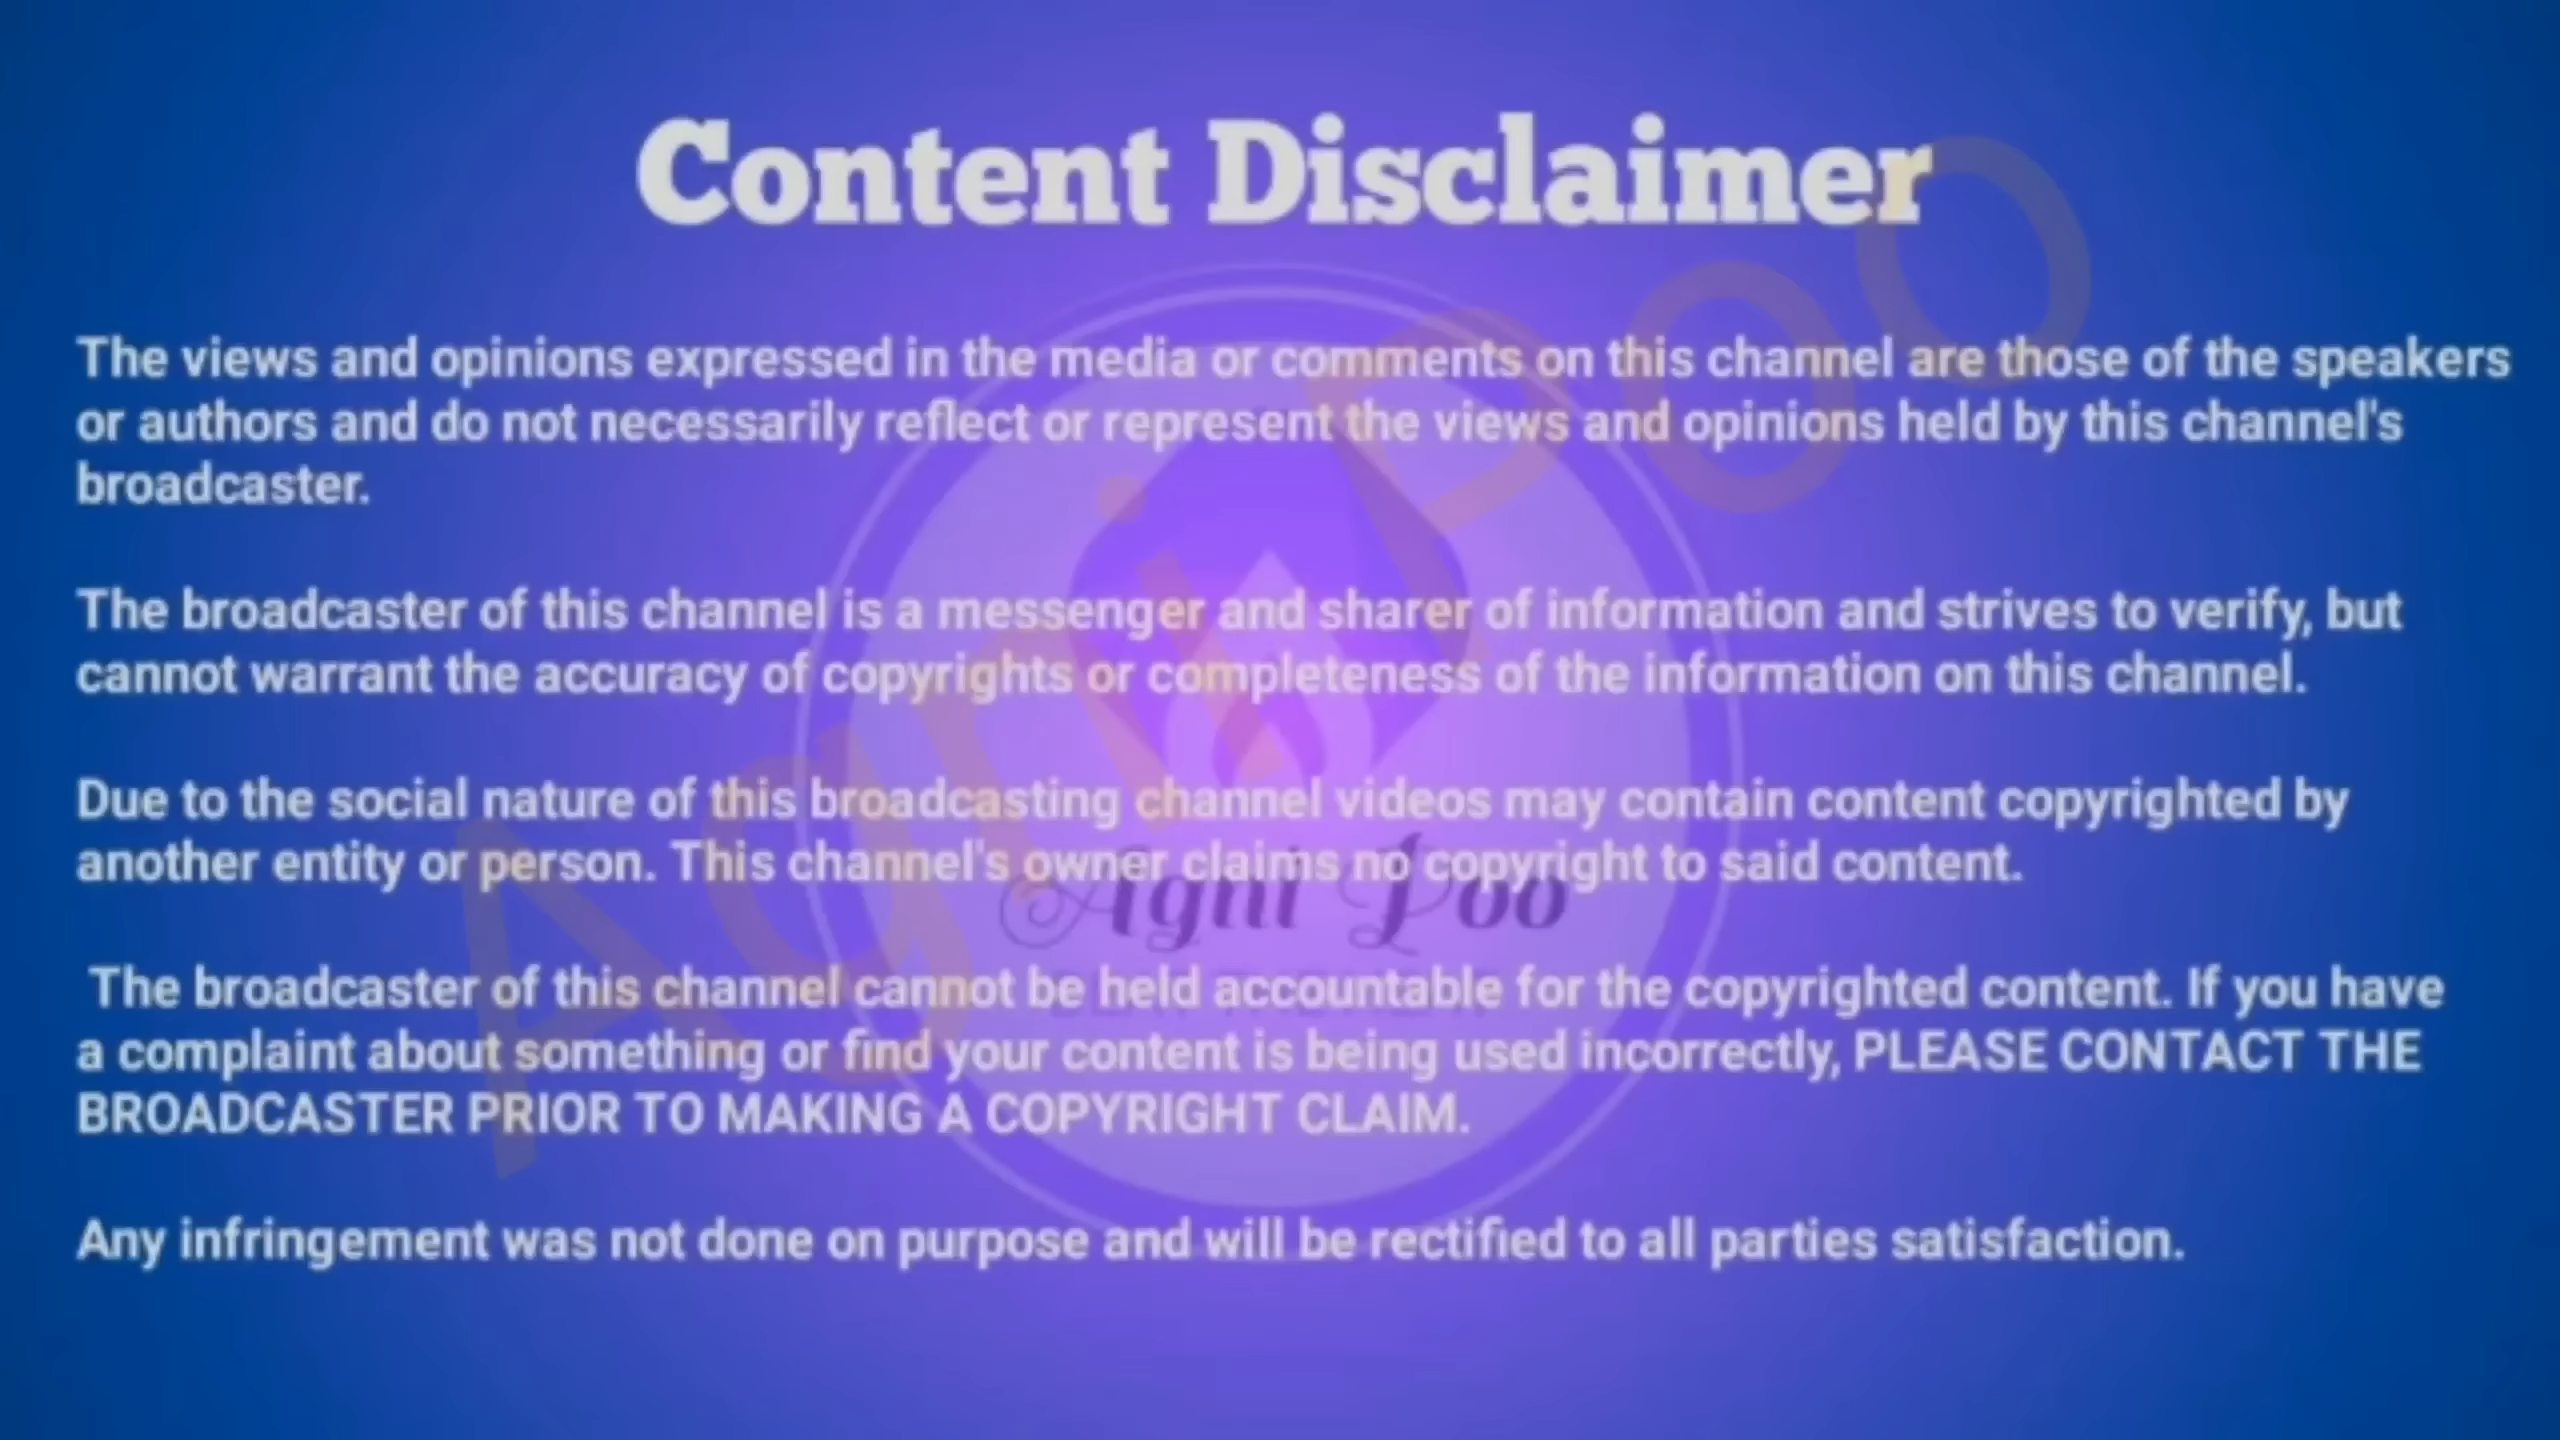 Content Disclaimer
The views and opinions expressed in the media or comments on this channel are those of the speakers
or authors and do not necessarily reflect or represent the views and opinions held by this channel's
broadcaster.
The broadcaster of this channel is a messenger and sharer of information and strives to verify, but
cannot warrant the accuracy of copyrights or completeness of the information on this channel.
Due to the social nature of this broadcasting channel videos may contain content copyrighted by
another entity or person. This channel's owner claims no copyright to said content.
Agni Poo
The broadcaster of this channel cannot be held accountable for the copyrighted content. If you have
a complaint about something or find your content is being used incorrectly, PLEASE CONTACT THE
BROADCASTER PRIOR TO MAKING A COPYRIGHT CLAIM.
Any infringement was not done on purpose and will be rectified to all parties satisfaction.
Agni Poo